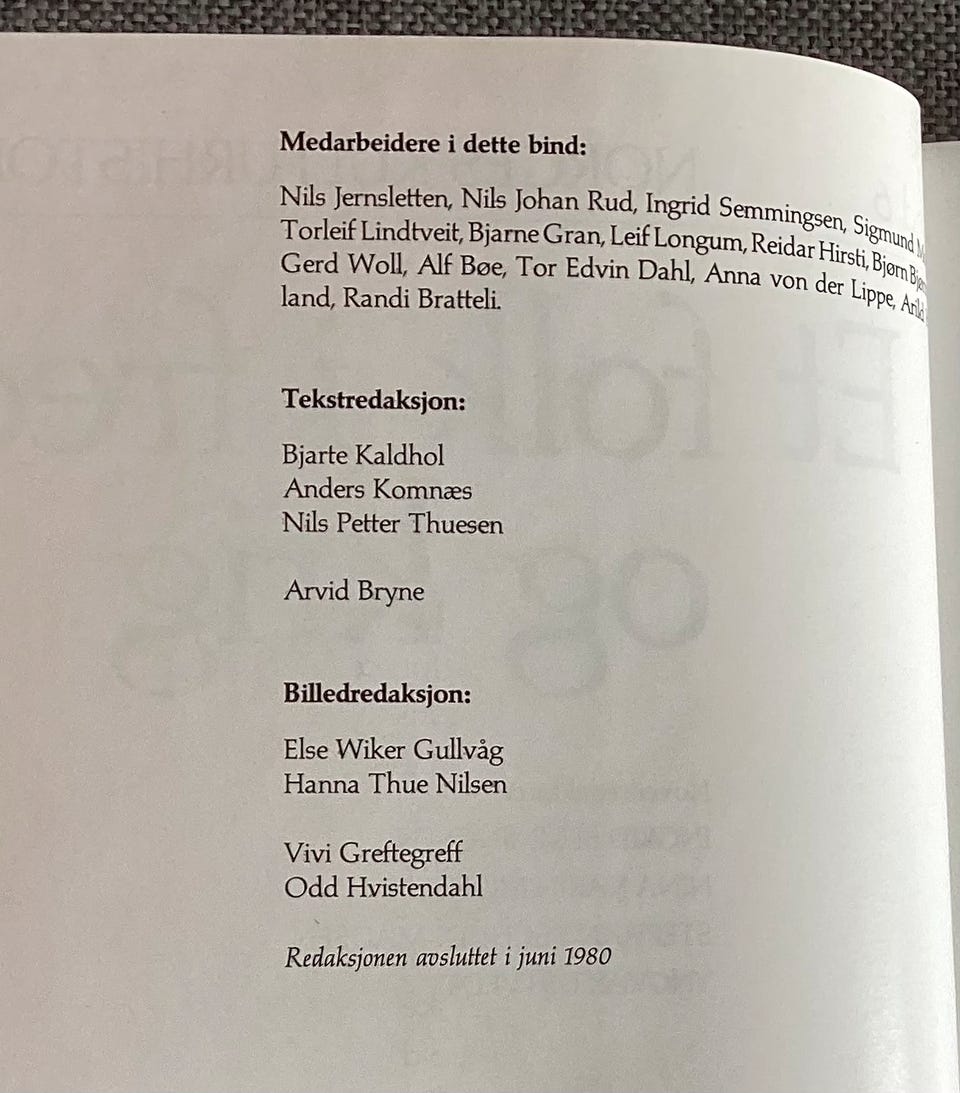 Medarbeidere i dette bind:
Nils Jernsletten, Nils Johan Rud, Ingrid Semmingsen, Sigmund
Torleif Lindtveit, Bjarne Gran, Leif Longum, Reidar Hirsti, Bjørn
Gerd Woll, Alf Bøe, Tor Edvin Dahl, Anna von der Lippe,
land, Randi Bratteli.
Tekstredaksjon:
Bjarte Kaldhol
Anders Komnæs
Nils Petter Thuesen
Arvid Bryne
Billedredaksjon:
Else Wiker Gullvåg
Hanna Thue Nilsen
Vivi Greftegreff
Odd Hvistendahl
Redaksjonen avsluttet i juni 1980